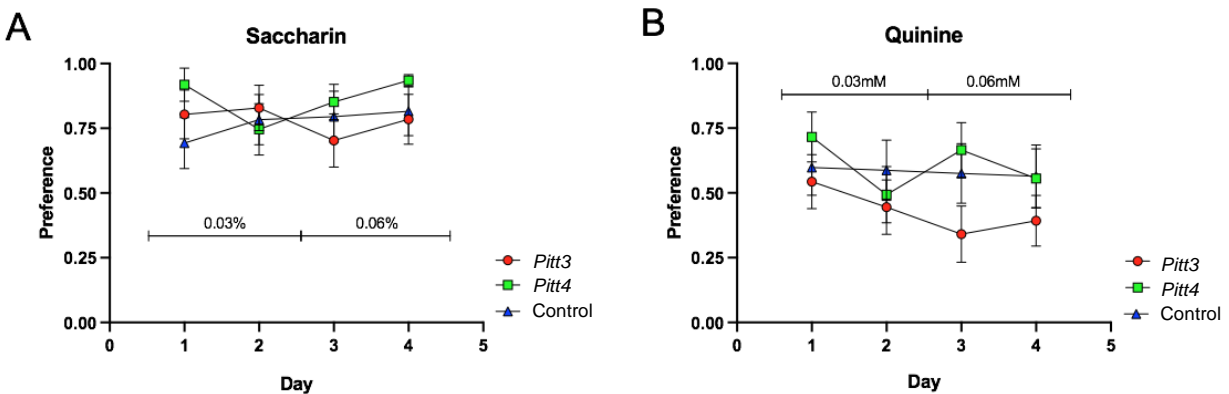 A
Saccharin
1.00
0.75
0.50
0.25
0.00
Preference
0.03%
0.06%
0
1
2
3
4
5
Day
Pitt3
Pitt4
Control
B
Quinine
1.00
0.75
0.50
0.25
0.00
Preference
0.03mM
0.06mM
0
1
2
3
4
5
Day
Pitt3
Pitt4
Control